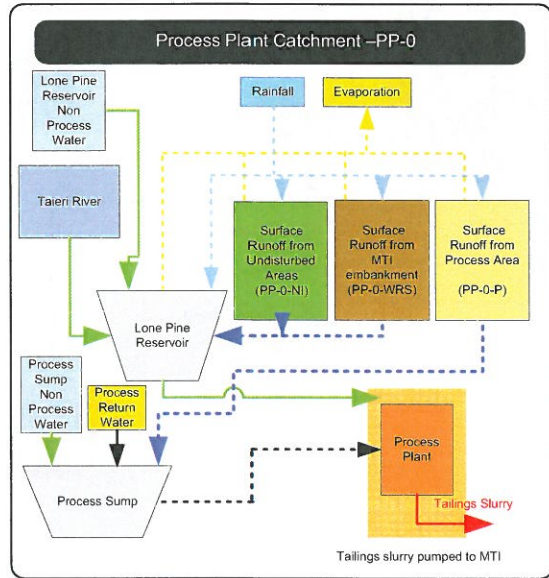 Process Plant Catchment –PP-0
Lone Pine
Reservoir
Non
Process
Water
Rainfall
Evaporation
Taieri River
Surface
Runoff from
Undisturbed
Areas
(PP-0-NI)
Surface
Runoff from
MTI
embankment
(PP-0-WRS)
Surface
Runoff from
Process Area
(PP-0-P)
Lone Pine
Reservoir
Process
Sump
Non
Process
Water
Process
Return
Water
Process
Plant
Process Sump
Tailings Slurry
Tailings slurry pumped to MTI